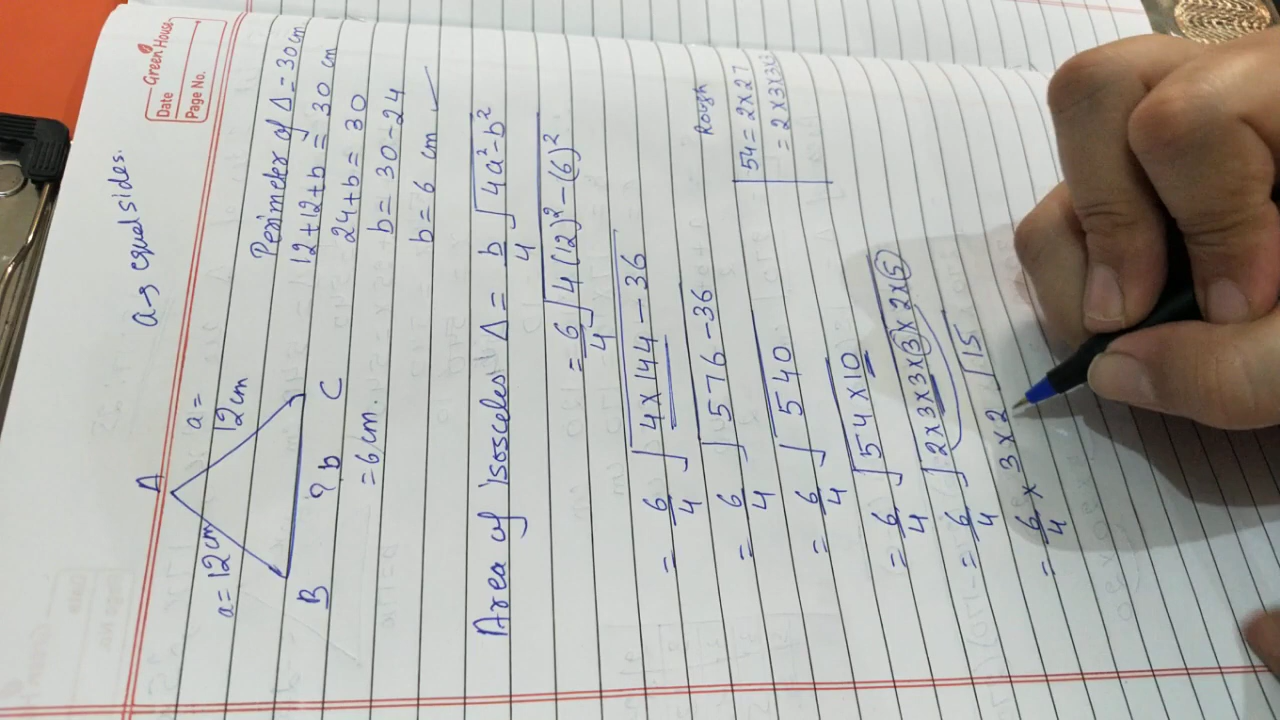 Green House
Date
Page No.
a→ equal sides.
A
a = 12cm
a =
12cm
B
? b
C
= 6cm.
Perimeter of Δ = 30cm
12 + 12 + b = 30 cm
24 + b = 30
b = 30 - 24
b = 6 cm ✓
Area of isosceles Δ = b/4 √4a² - b²
= 6/4 √4(12)² - (6)²
= 6/4 √4 × 144 - 36
= 6/4 √576 - 36
= 6/4 √540
= 6/4 √54 × 10
= 6/4 √2 × 3 × 3 × 3 × 2 × 5
= 6/4 × 3 × 2 √15
Rough
54 = 2 × 27
= 2 × 3 × 3 × 3